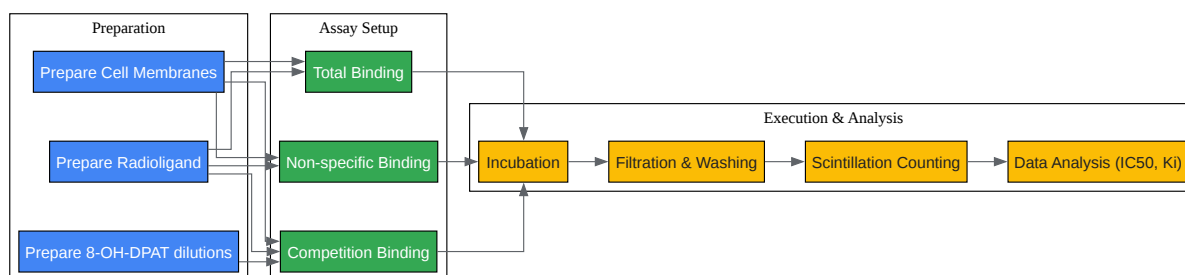 Preparation
Prepare Cell Membranes
Prepare Radioligand
Prepare 8-OH-DPAT dilutions
Assay Setup
Total Binding
Non-specific Binding
Competition Binding
Execution & Analysis
Incubation
Filtration & Washing
Scintillation Counting
Data Analysis (IC50, Ki)